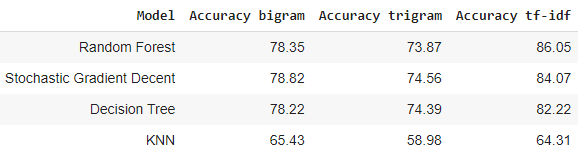 Model Accuracy bigram Accuracy trigram Accuracy tf-idf
Random Forest 78.35 73.87 86.05
Stochastic Gradient Decent 78.82 74.56 84.07
Decision Tree 78.22 74.39 82.22
KNN 65.43 58.98 64.31